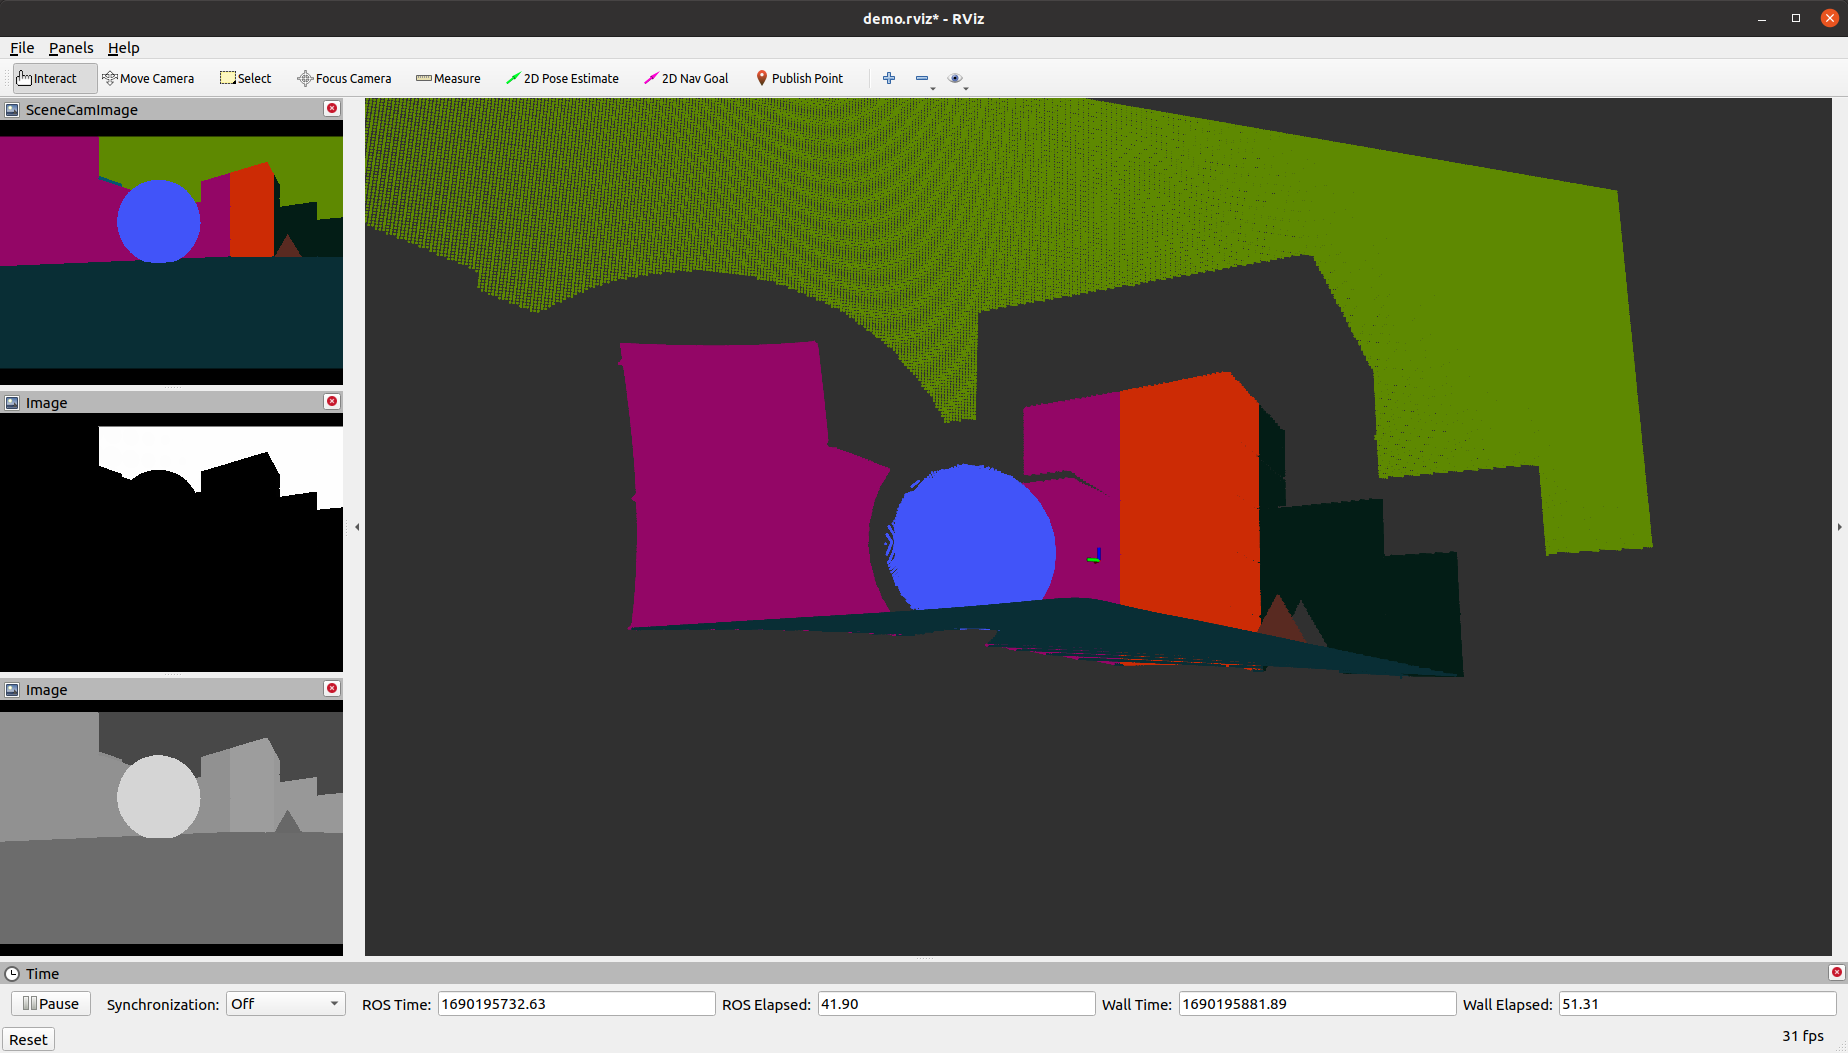 demo.rviz* - RViz
File Panels Help
Interact Move Camera Select Focus Camera Measure 2D Pose Estimate 2D Nav Goal Publish Point
SceneCamImage
Image
Image
Time
Pause Synchronization: Off ROS Time: 1690195732.63 ROS Elapsed: 41.90 Wall Time: 1690195881.89 Wall Elapsed: 51.31
Reset 31 fps